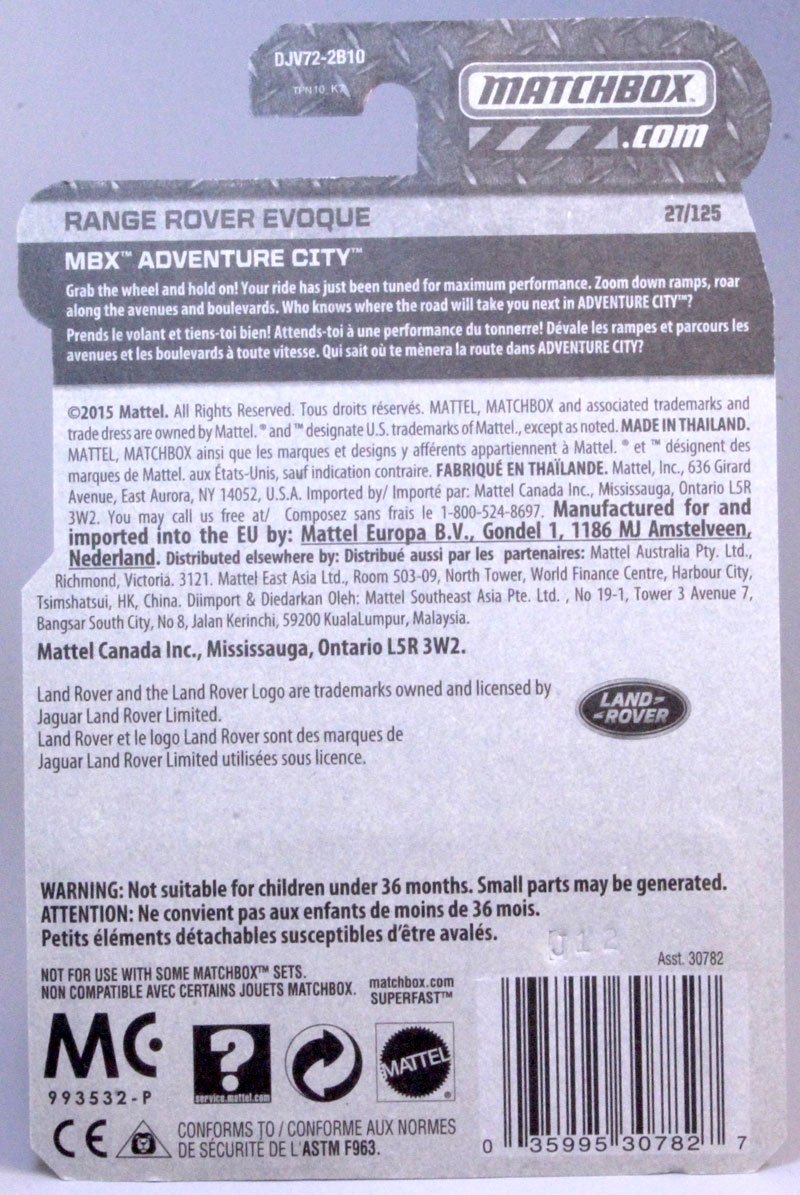 DJV72-2B10
TPN10_K7
MATCHBOX
.com
RANGE ROVER EVOQUE
27/125
MBX™ ADVENTURE CITY™
Grab the wheel and hold on! Your ride has just been tuned for maximum performance. Zoom down ramps, roar
along the avenues and boulevards. Who knows where the road will take you next in ADVENTURE CITY™?
Prends le volant et tiens-toi bien! Attends-toi à une performance du tonnerre! Dévale les rampes et parcours les
avenues et les boulevards à toute vitesse. Qui sait où te mènera la route dans ADVENTURE CITY?
©2015 Mattel. All Rights Reserved. Tous droits réservés. MATTEL, MATCHBOX and associated trademarks and
trade dress are owned by Mattel. ® and ™ designate U.S. trademarks of Mattel., except as noted. MADE IN THAILAND.
MATTEL, MATCHBOX ainsi que les marques et designs y afférents appartiennent à Mattel. ® et ™ désignent des
marques de Mattel. aux États-Unis, sauf indication contraire. FABRIQUÉ EN THAÏLANDE. Mattel, Inc., 636 Girard
Avenue, East Aurora, NY 14052, U.S.A. Imported by/ Importé par: Mattel Canada Inc., Mississauga, Ontario L5R
3W2. You may call us free at/ Composez sans frais le 1-800-524-8697. Manufactured for and
imported into the EU by: Mattel Europa B.V., Gondel 1, 1186 MJ Amstelveen,
Nederland. Distributed elsewhere by: Distribué aussi par les partenaires: Mattel Australia Pty. Ltd.,
Richmond, Victoria. 3121. Mattel East Asia Ltd., Room 503-09, North Tower, World Finance Centre, Harbour City,
Tsimshatsui, HK, China. Diimport & Diedarkan Oleh: Mattel Southeast Asia Pte. Ltd. , No 19-1, Tower 3 Avenue 7,
Bangsar South City, No 8, Jalan Kerinchi, 59200 KualaLumpur, Malaysia.
Mattel Canada Inc., Mississauga, Ontario L5R 3W2.
Land Rover and the Land Rover Logo are trademarks owned and licensed by
Jaguar Land Rover Limited.
Land Rover et le logo Land Rover sont des marques de
Jaguar Land Rover Limited utilisées sous licence.
LAND-
-ROVER
WARNING: Not suitable for children under 36 months. Small parts may be generated.
ATTENTION: Ne convient pas aux enfants de moins de 36 mois.
Petits éléments détachables susceptibles d'être avalés.
J12
Asst. 30782
NOT FOR USE WITH SOME MATCHBOX™ SETS.
NON COMPATIBLE AVEC CERTAINS JOUETS MATCHBOX.
matchbox.com
SUPERFAST™
MC
993532-P
?
service.mattel.com
MATTEL
®
CE
CONFORMS TO / CONFORME AUX NORMES
DE SÉCURITÉ DE L'ASTM F963.
0 35995 30782 7